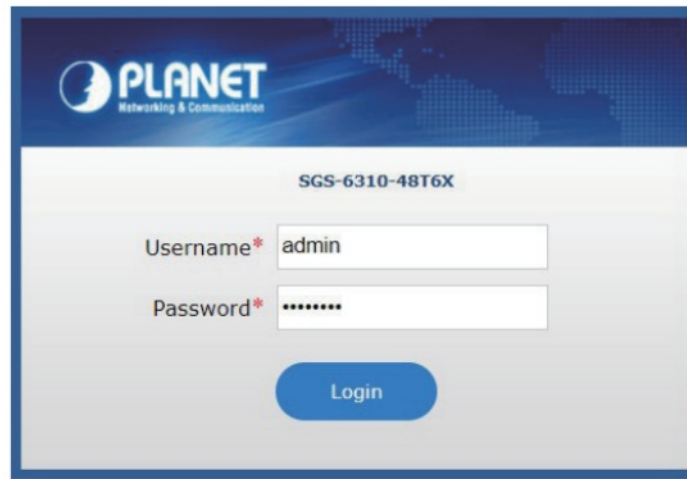 PLANET
Networking & Communication
SGS-6310-48T6X
Username* admin
Password* ••••••••
Login